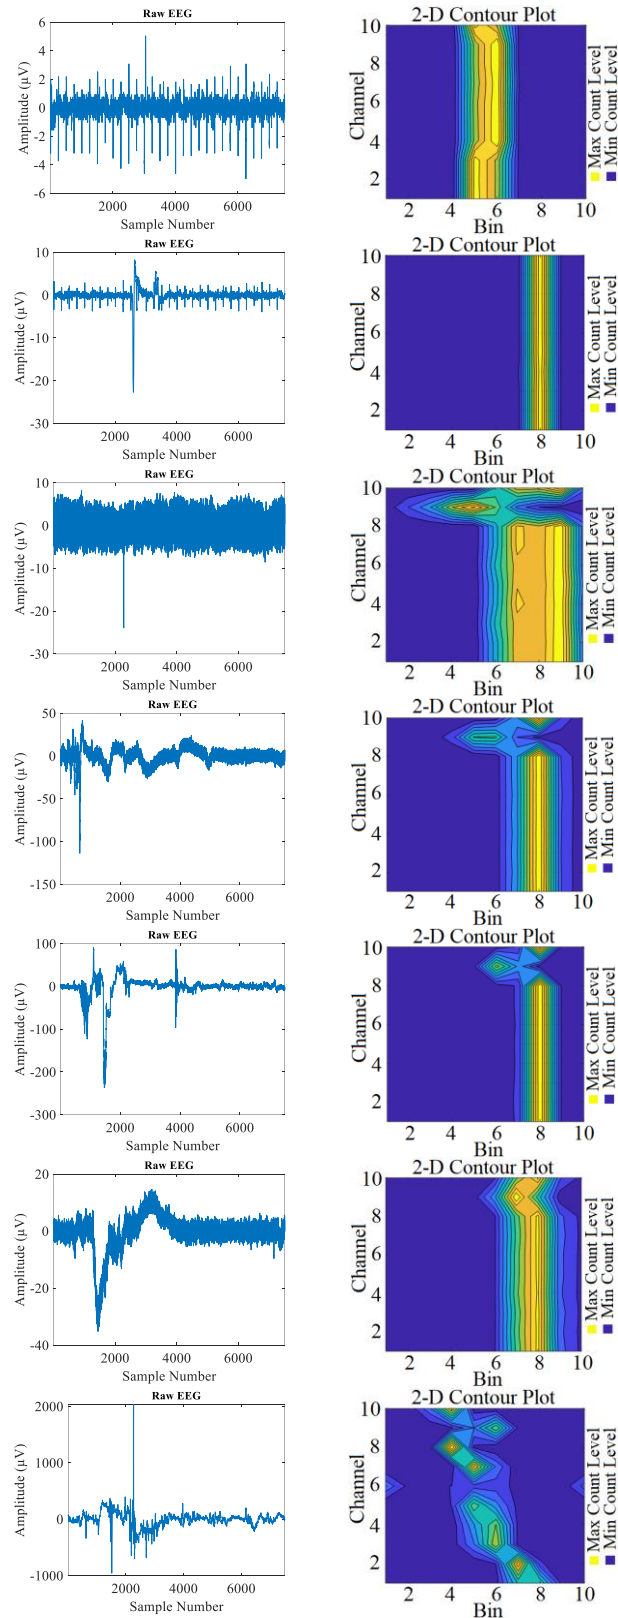 Raw EEG
6
4
2
0
-2
-4
-6
Amplitude (µV)
2000 4000 6000
Sample Number
2-D Contour Plot
10
8
6
4
2
Channel
2 4 6 8 10
Bin
Max Count Level
Min Count Level
Raw EEG
10
0
-10
-20
-30
Amplitude (µV)
2000 4000 6000
Sample Number
2-D Contour Plot
10
8
6
4
2
Channel
2 4 6 8 10
Bin
Max Count Level
Min Count Level
Raw EEG
10
0
-10
-20
-30
Amplitude (µV)
2000 4000 6000
Sample Number
2-D Contour Plot
10
8
6
4
2
Channel
2 4 6 8 10
Bin
Max Count Level
Min Count Level
Raw EEG
50
0
-50
-100
-150
Amplitude (µV)
2000 4000 6000
Sample Number
2-D Contour Plot
10
8
6
4
2
Channel
2 4 6 8 10
Bin
Max Count Level
Min Count Level
Raw EEG
100
0
-100
-200
-300
Amplitude (µV)
2000 4000 6000
Sample Number
2-D Contour Plot
10
8
6
4
2
Channel
2 4 6 8 10
Bin
Max Count Level
Min Count Level
Raw EEG
20
0
-20
-40
Amplitude (µV)
2000 4000 6000
Sample Number
2-D Contour Plot
10
8
6
4
2
Channel
2 4 6 8 10
Bin
Max Count Level
Min Count Level
Raw EEG
2000
1000
0
-1000
Amplitude (µV)
2000 4000 6000
Sample Number
2-D Contour Plot
10
8
6
4
2
Channel
2 4 6 8 10
Bin
Max Count Level
Min Count Level